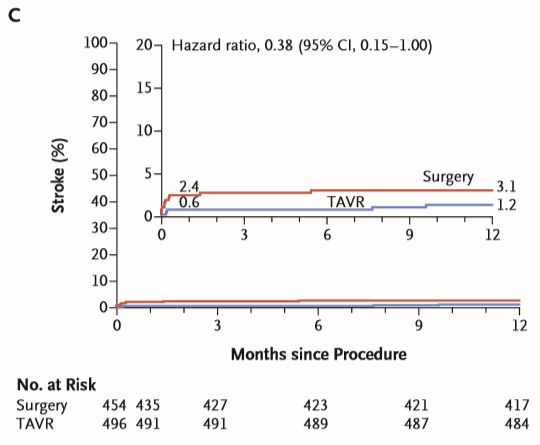 C
Hazard ratio, 0.38 (95% CI, 0.15–1.00)
Stroke (%)
100
90
80
70
60
50
40
30
20
10
0
20
15
10
5
0
2.4
0.6
Surgery
TAVR
3.1
1.2
0 3 6 9 12
0 3 6 9 12
Months since Procedure
No. at Risk
Surgery 454 435 427 423 421 417
TAVR 496 491 491 489 487 484